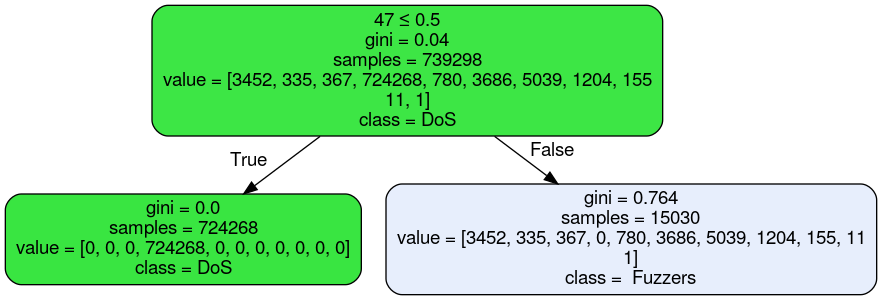 47 ≤ 0.5
gini = 0.04
samples = 739298
value = [3452, 335, 367, 724268, 780, 3686, 5039, 1204, 155
11, 1]
class = DoS
True
False
gini = 0.0
samples = 724268
value = [0, 0, 0, 724268, 0, 0, 0, 0, 0, 0, 0]
class = DoS
gini = 0.764
samples = 15030
value = [3452, 335, 367, 0, 780, 3686, 5039, 1204, 155, 11
1]
class =  Fuzzers